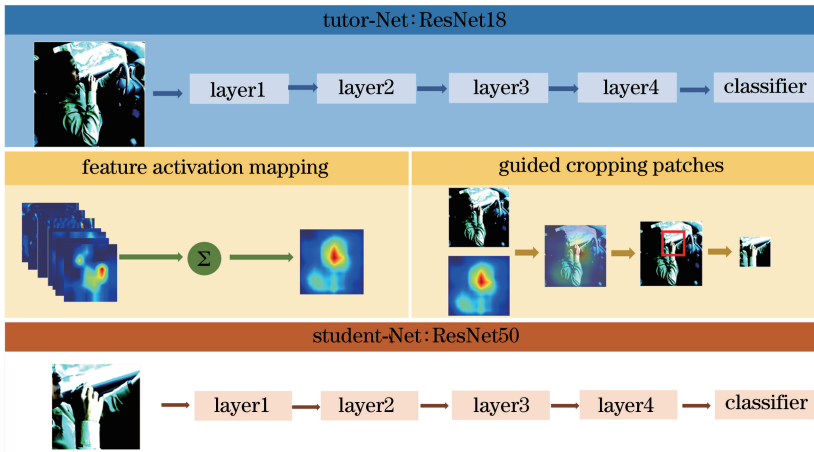 tutor-Net:ResNet18
layer1
layer2
layer3
layer4
classifier
feature activation mapping
guided cropping patches
Σ
student-Net:ResNet50
layer1
layer2
layer3
layer4
classifier